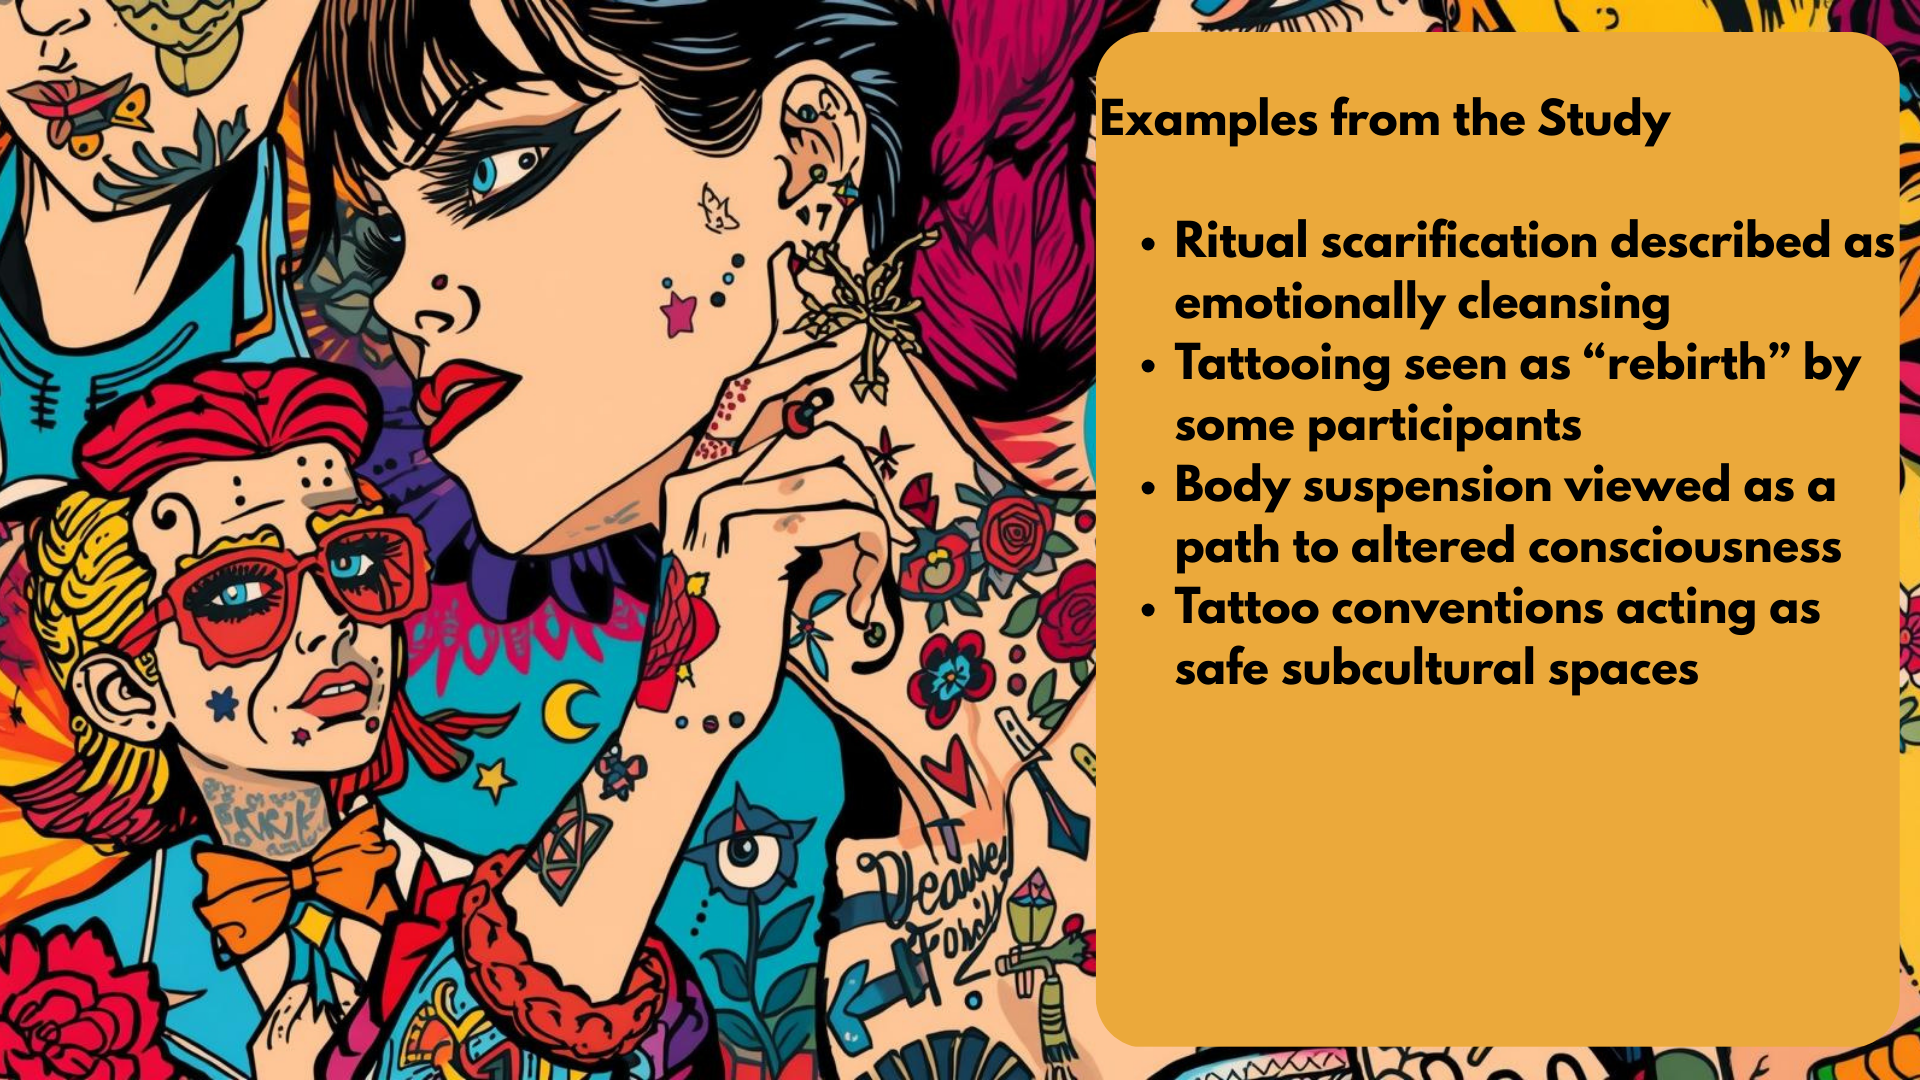 Examples from the Study
• Ritual scarification described as
emotionally cleansing
• Tattooing seen as “rebirth” by
some participants
• Body suspension viewed as a
path to altered consciousness
• Tattoo conventions acting as
safe subcultural spaces